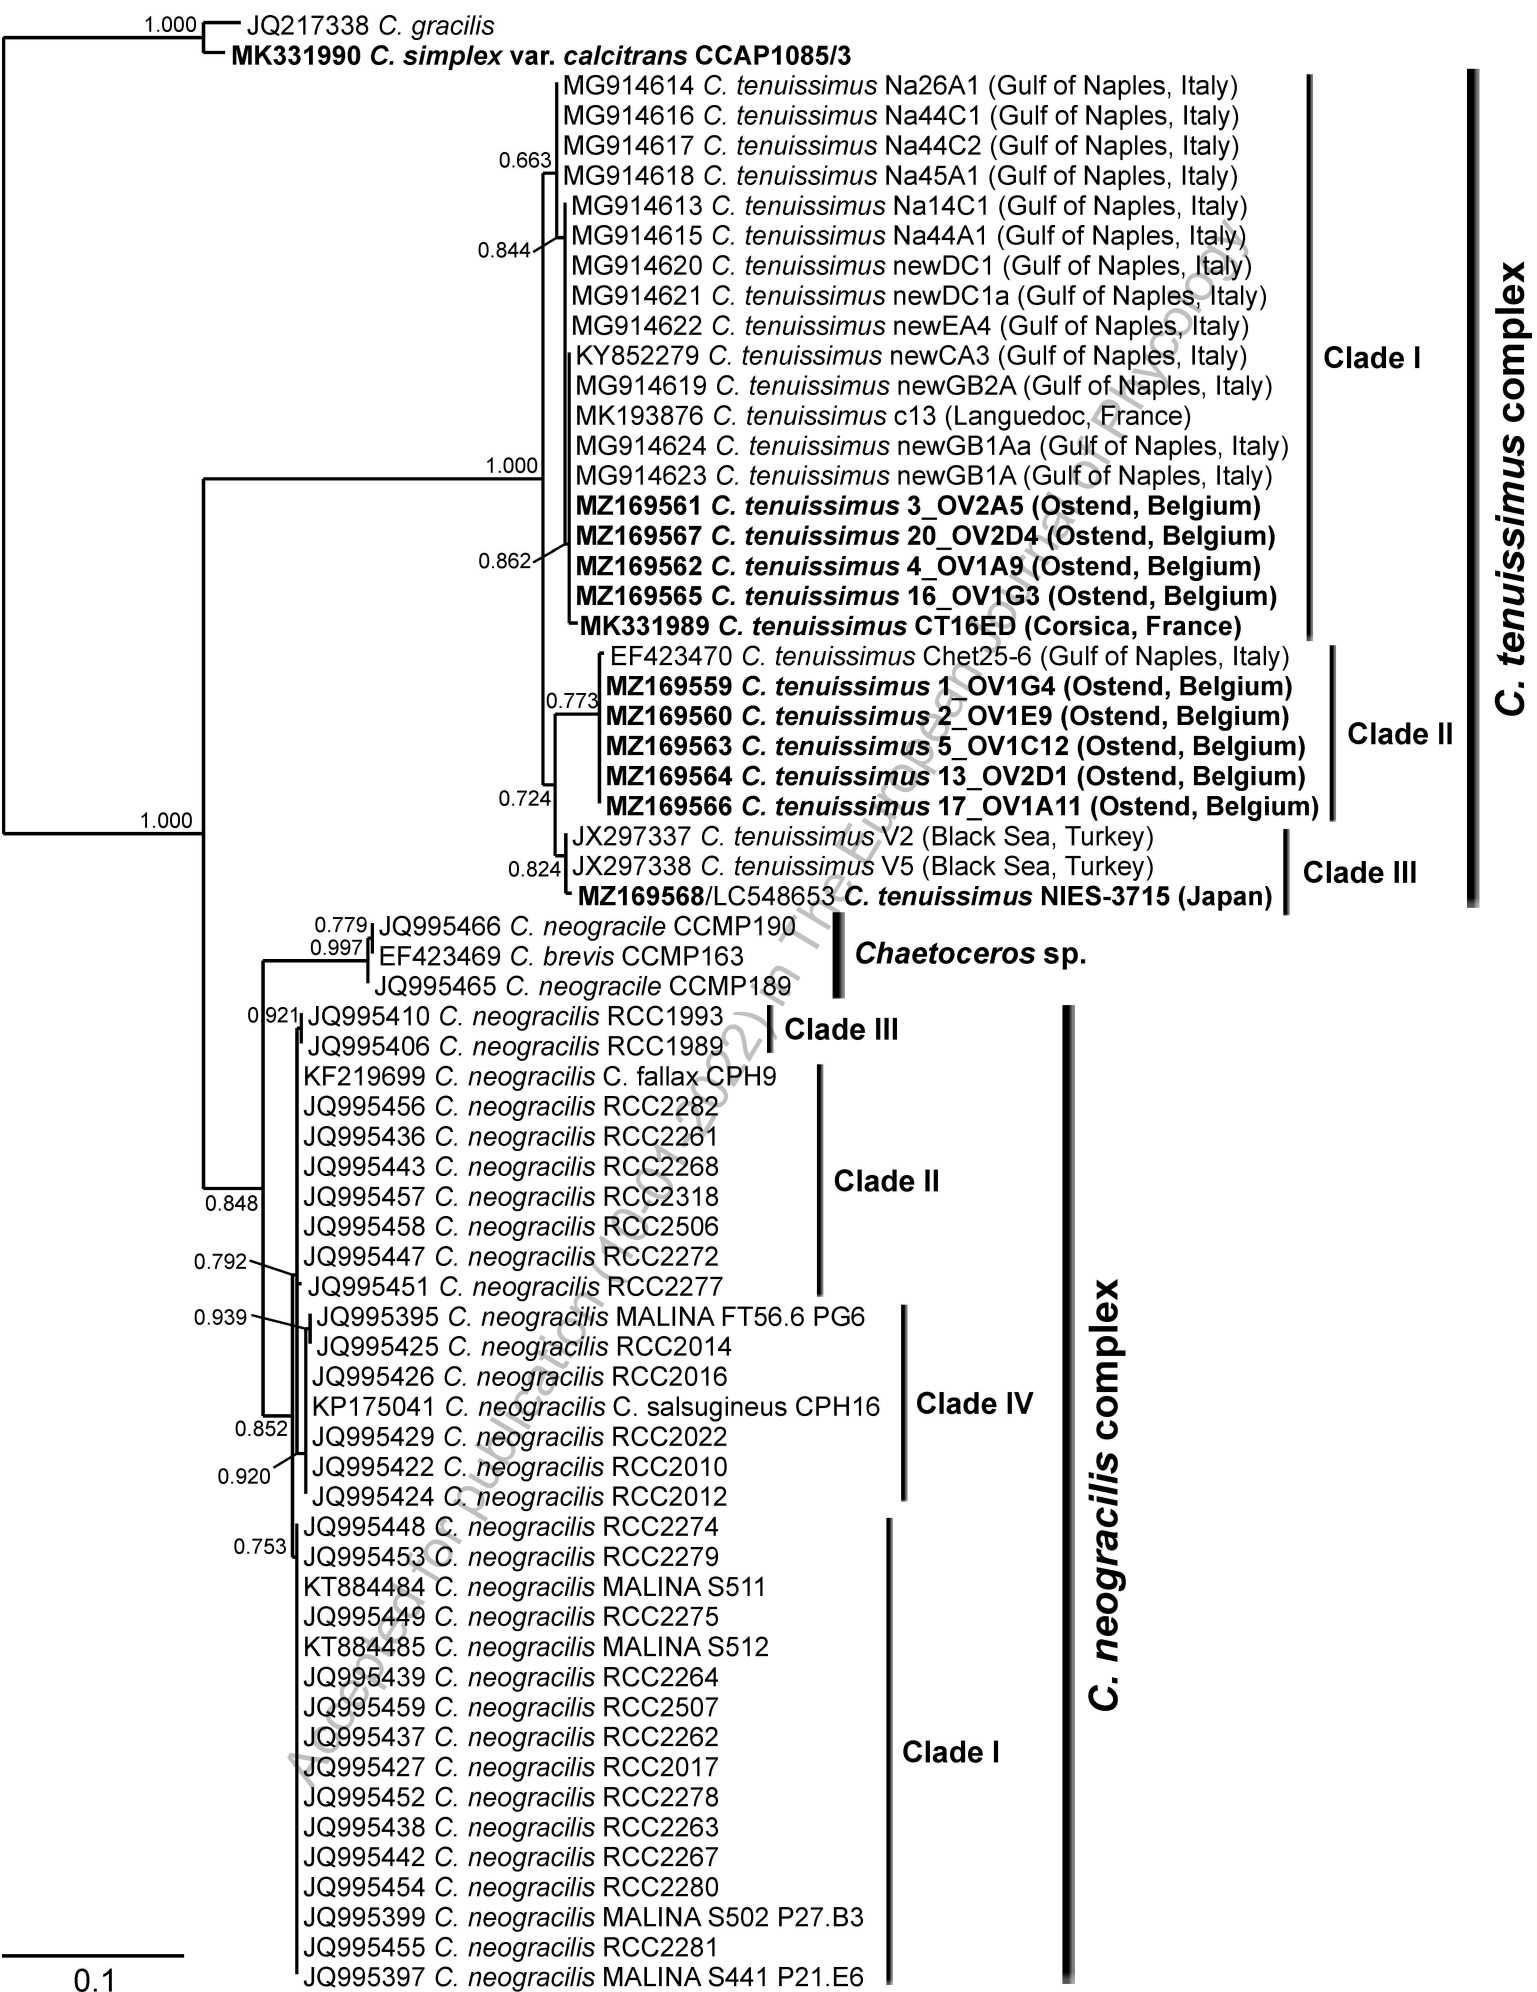 1.000
JQ217338 C. gracilis
MK331990 C. simplex var. calcitrans CCAP1085/3
MG914614 C. tenuissimus Na26A1 (Gulf of Naples, Italy)
MG914616 C. tenuissimus Na44C1 (Gulf of Naples, Italy)
MG914617 C. tenuissimus Na44C2 (Gulf of Naples, Italy)
0.663
MG914618 C. tenuissimus Na45A1 (Gulf of Naples, Italy)
MG914613 C. tenuissimus Na14C1 (Gulf of Naples, Italy)
MG914615 C. tenuissimus Na44A1 (Gulf of Naples, Italy)
0.844
MG914620 C. tenuissimus newDC1 (Gulf of Naples, Italy)
MG914621 C. tenuissimus newDC1a (Gulf of Naples, Italy)
MG914622 C. tenuissimus newEA4 (Gulf of Naples, Italy)
KY852279 C. tenuissimus newCA3 (Gulf of Naples, Italy)
Clade I
MG914619 C. tenuissimus newGB2A (Gulf of Naples, Italy)
MK193876 C. tenuissimus c13 (Languedoc, France)
MG914624 C. tenuissimus newGB1Aa (Gulf of Naples, Italy)
1.000
MG914623 C. tenuissimus newGB1A (Gulf of Naples, Italy)
MZ169561 C. tenuissimus 3_OV2A5 (Ostend, Belgium)
MZ169567 C. tenuissimus 20_OV2D4 (Ostend, Belgium)
0.862
MZ169562 C. tenuissimus 4_OV1A9 (Ostend, Belgium)
MZ169565 C. tenuissimus 16_OV1G3 (Ostend, Belgium)
MK331989 C. tenuissimus CT16ED (Corsica, France)
C. tenuissimus complex
EF423470 C. tenuissimus Chet25-6 (Gulf of Naples, Italy)
MZ169559 C. tenuissimus 1_OV1G4 (Ostend, Belgium)
0.773
MZ169560 C. tenuissimus 2_OV1E9 (Ostend, Belgium)
Clade II
MZ169563 C. tenuissimus 5_OV1C12 (Ostend, Belgium)
MZ169564 C. tenuissimus 13_OV2D1 (Ostend, Belgium)
0.724
MZ169566 C. tenuissimus 17_OV1A11 (Ostend, Belgium)
1.000
JX297337 C. tenuissimus V2 (Black Sea, Turkey)
0.824
JX297338 C. tenuissimus V5 (Black Sea, Turkey)
Clade III
MZ169568/LC548653 C. tenuissimus NIES-3715 (Japan)
0.779
JQ995466 C. neogracile CCMP190
0.997
EF423469 C. brevis CCMP163
Chaetoceros sp.
JQ995465 C. neogracile CCMP189
0.921
JQ995410 C. neogracilis RCC1993
Clade III
JQ995406 C. neogracilis RCC1989
KF219699 C. neogracilis C. fallax CPH9
JQ995456 C. neogracilis RCC2282
JQ995436 C. neogracilis RCC2261
JQ995443 C. neogracilis RCC2268
Clade II
0.848
JQ995457 C. neogracilis RCC2318
JQ995458 C. neogracilis RCC2506
0.792
JQ995447 C. neogracilis RCC2272
JQ995451 C. neogracilis RCC2277
0.939
JQ995395 C. neogracilis MALINA FT56.6 PG6
JQ995425 C. neogracilis RCC2014
JQ995426 C. neogracilis RCC2016
KP175041 C. neogracilis C. salsugineus CPH16
Clade IV
0.852
JQ995429 C. neogracilis RCC2022
0.920
JQ995422 C. neogracilis RCC2010
JQ995424 C. neogracilis RCC2012
C. neogracilis complex
JQ995448 C. neogracilis RCC2274
0.753
JQ995453 C. neogracilis RCC2279
KT884484 C. neogracilis MALINA S511
JQ995449 C. neogracilis RCC2275
KT884485 C. neogracilis MALINA S512
JQ995439 C. neogracilis RCC2264
JQ995459 C. neogracilis RCC2507
JQ995437 C. neogracilis RCC2262
Clade I
JQ995427 C. neogracilis RCC2017
JQ995452 C. neogracilis RCC2278
JQ995438 C. neogracilis RCC2263
JQ995442 C. neogracilis RCC2267
JQ995454 C. neogracilis RCC2280
JQ995399 C. neogracilis MALINA S502 P27.B3
JQ995455 C. neogracilis RCC2281
JQ995397 C. neogracilis MALINA S441 P21.E6
0.1
Accepted for publication (10-01-2022) in The European Journal of Phycology